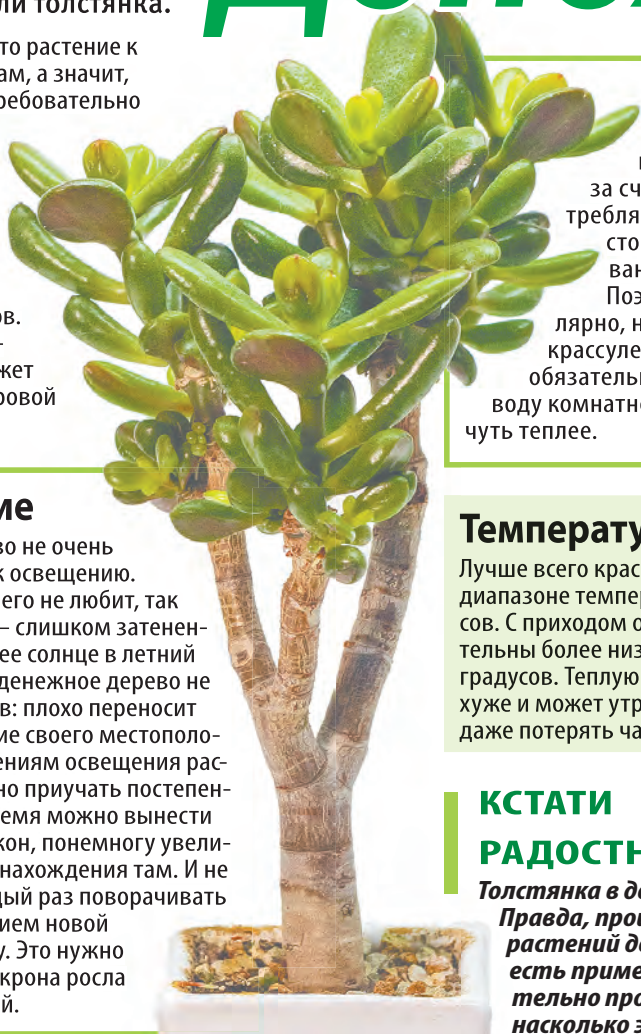 ли толстянка.
то растение к
ам, а значит,
ребовательно
ов.
-
жет
ровой
ие
во не очень
к освещению.
его не любит, так
– слишком затенен-
ее солнце в летний
денежное дерево не
в: плохо переносит
ие своего местополо-
ениям освещения рас-
но приучать постепен-
емя можно вынести
кон, понемногу увели-
нахождения там. И не
дый раз поворачивать
ием новой
у. Это нужно
крона росла
й.
за сч
требля
сто
ван
Поэ
лярно, н
крассуле
обязатель
воду комнатн
чуть теплее.
Температу
Лучше всего крас
диапазоне темпер
сов. С приходом о
тельны более низ
градусов. Теплую
хуже и может утр
даже потерять ча
КСТАТИ
РАДОСТН
Толстянка в д
Правда, прои
растений д
есть приме
тельно про
насколько э